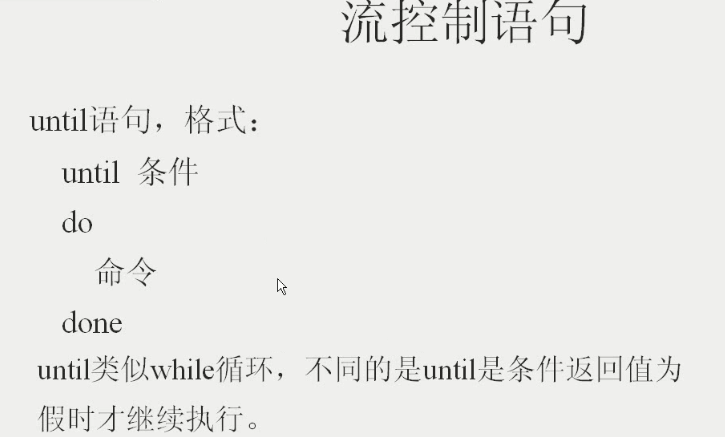 流控制语句
until语句，格式：
until 条件
do
命令
done
until类似while循环，不同的是until是条件返回值为
假时才继续执行。